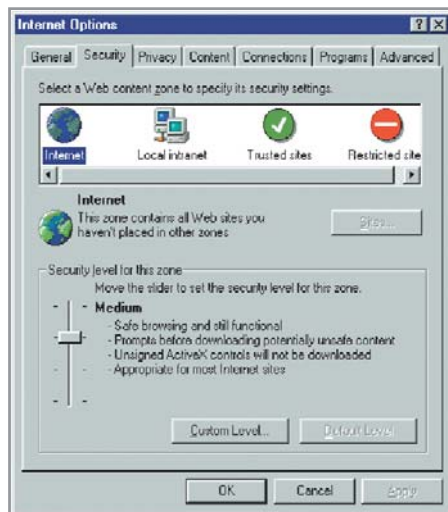 Internet Options
General Security Privacy Content Connections Programs Advanced
Select a Web content zone to specify its security settings.
Internet Local intranet Trusted sites Restricted site
Internet
This zone contains all Web sites you
haven't placed in other zones
Sites...
Security level for this zone
Move the slider to set the security level for this zone.
Medium
- Safe browsing and still functional
- Prompts before downloading potentially unsafe content
- Unsigned ActiveX controls will not be downloaded
- Appropriate for most Internet sites
Custom Level... Default Level
OK Cancel Apply